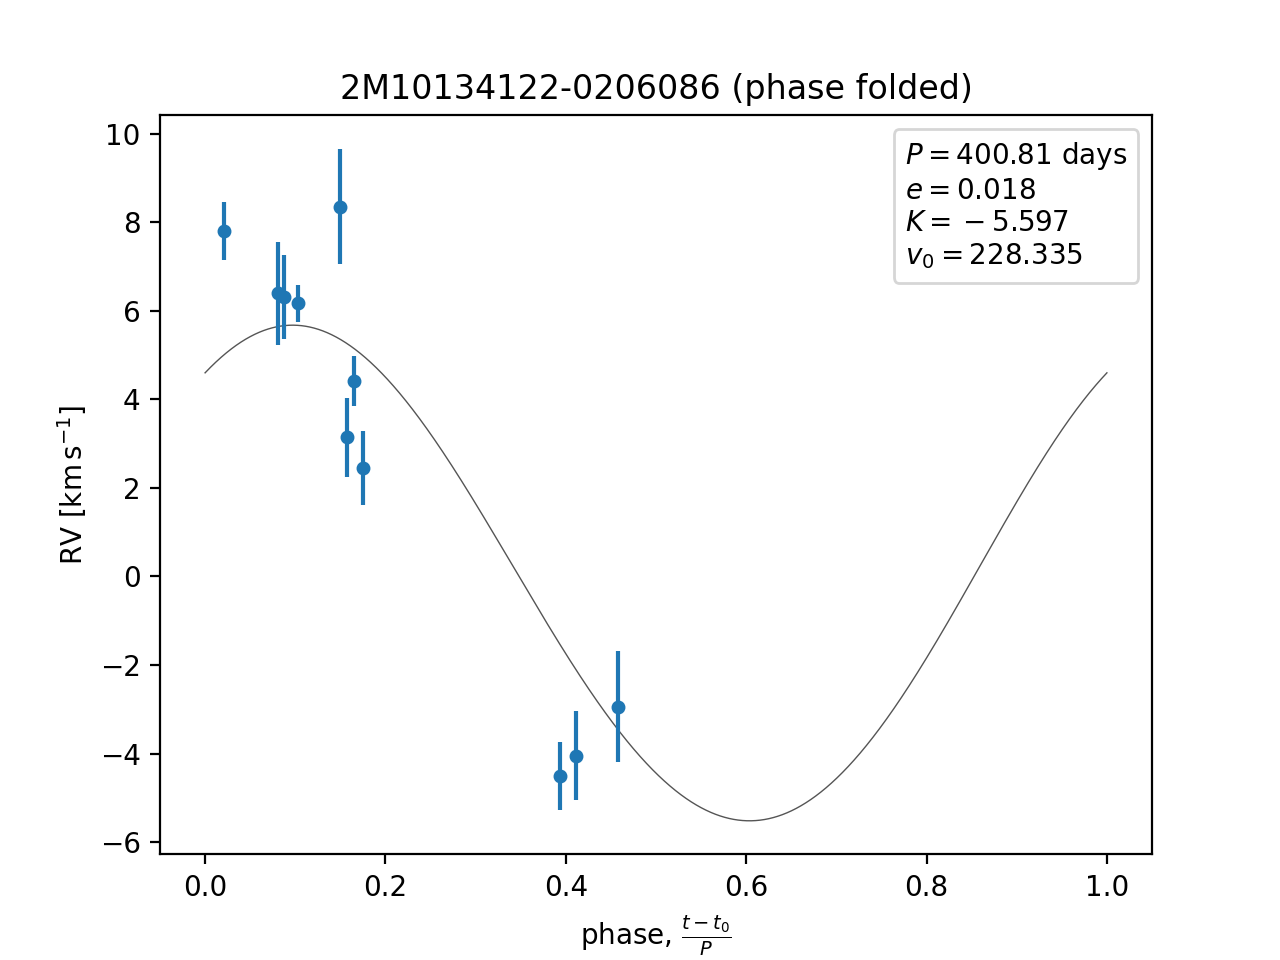 2M10134122-0206086 (phase folded)
P = 400.81 days
e = 0.018
K = −5.597
v₀ = 228.335
10
8
6
4
2
0
−2
−4
−6
RV [km s⁻¹]
0.0 0.2 0.4 0.6 0.8 1.0
phase, (t − t₀)/P